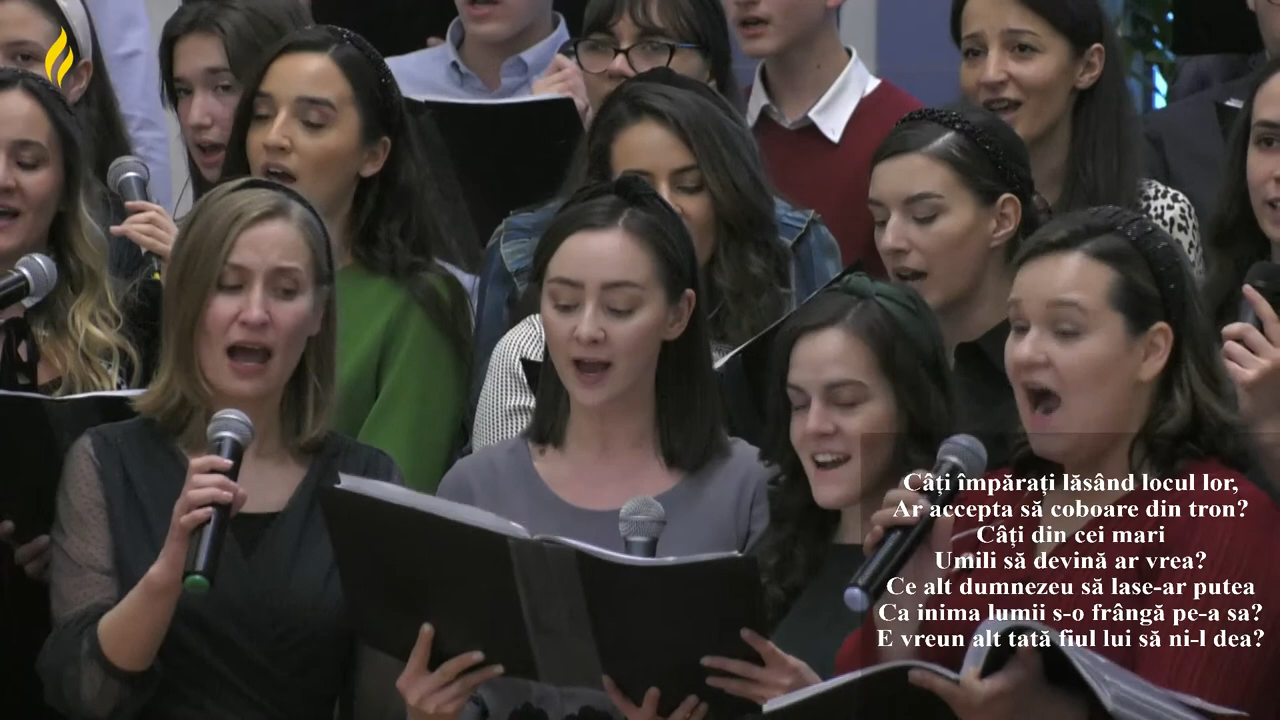 Câți împărați lăsând locul lor,
Ar accepta să coboare din tron?
Câți din cei mari
Umili să devină ar vrea?
Ce alt dumnezeu să lase-ar putea
Ca inima lumii s-o frângă pe-a sa?
E vreun alt tată fiul lui să ni-l dea?